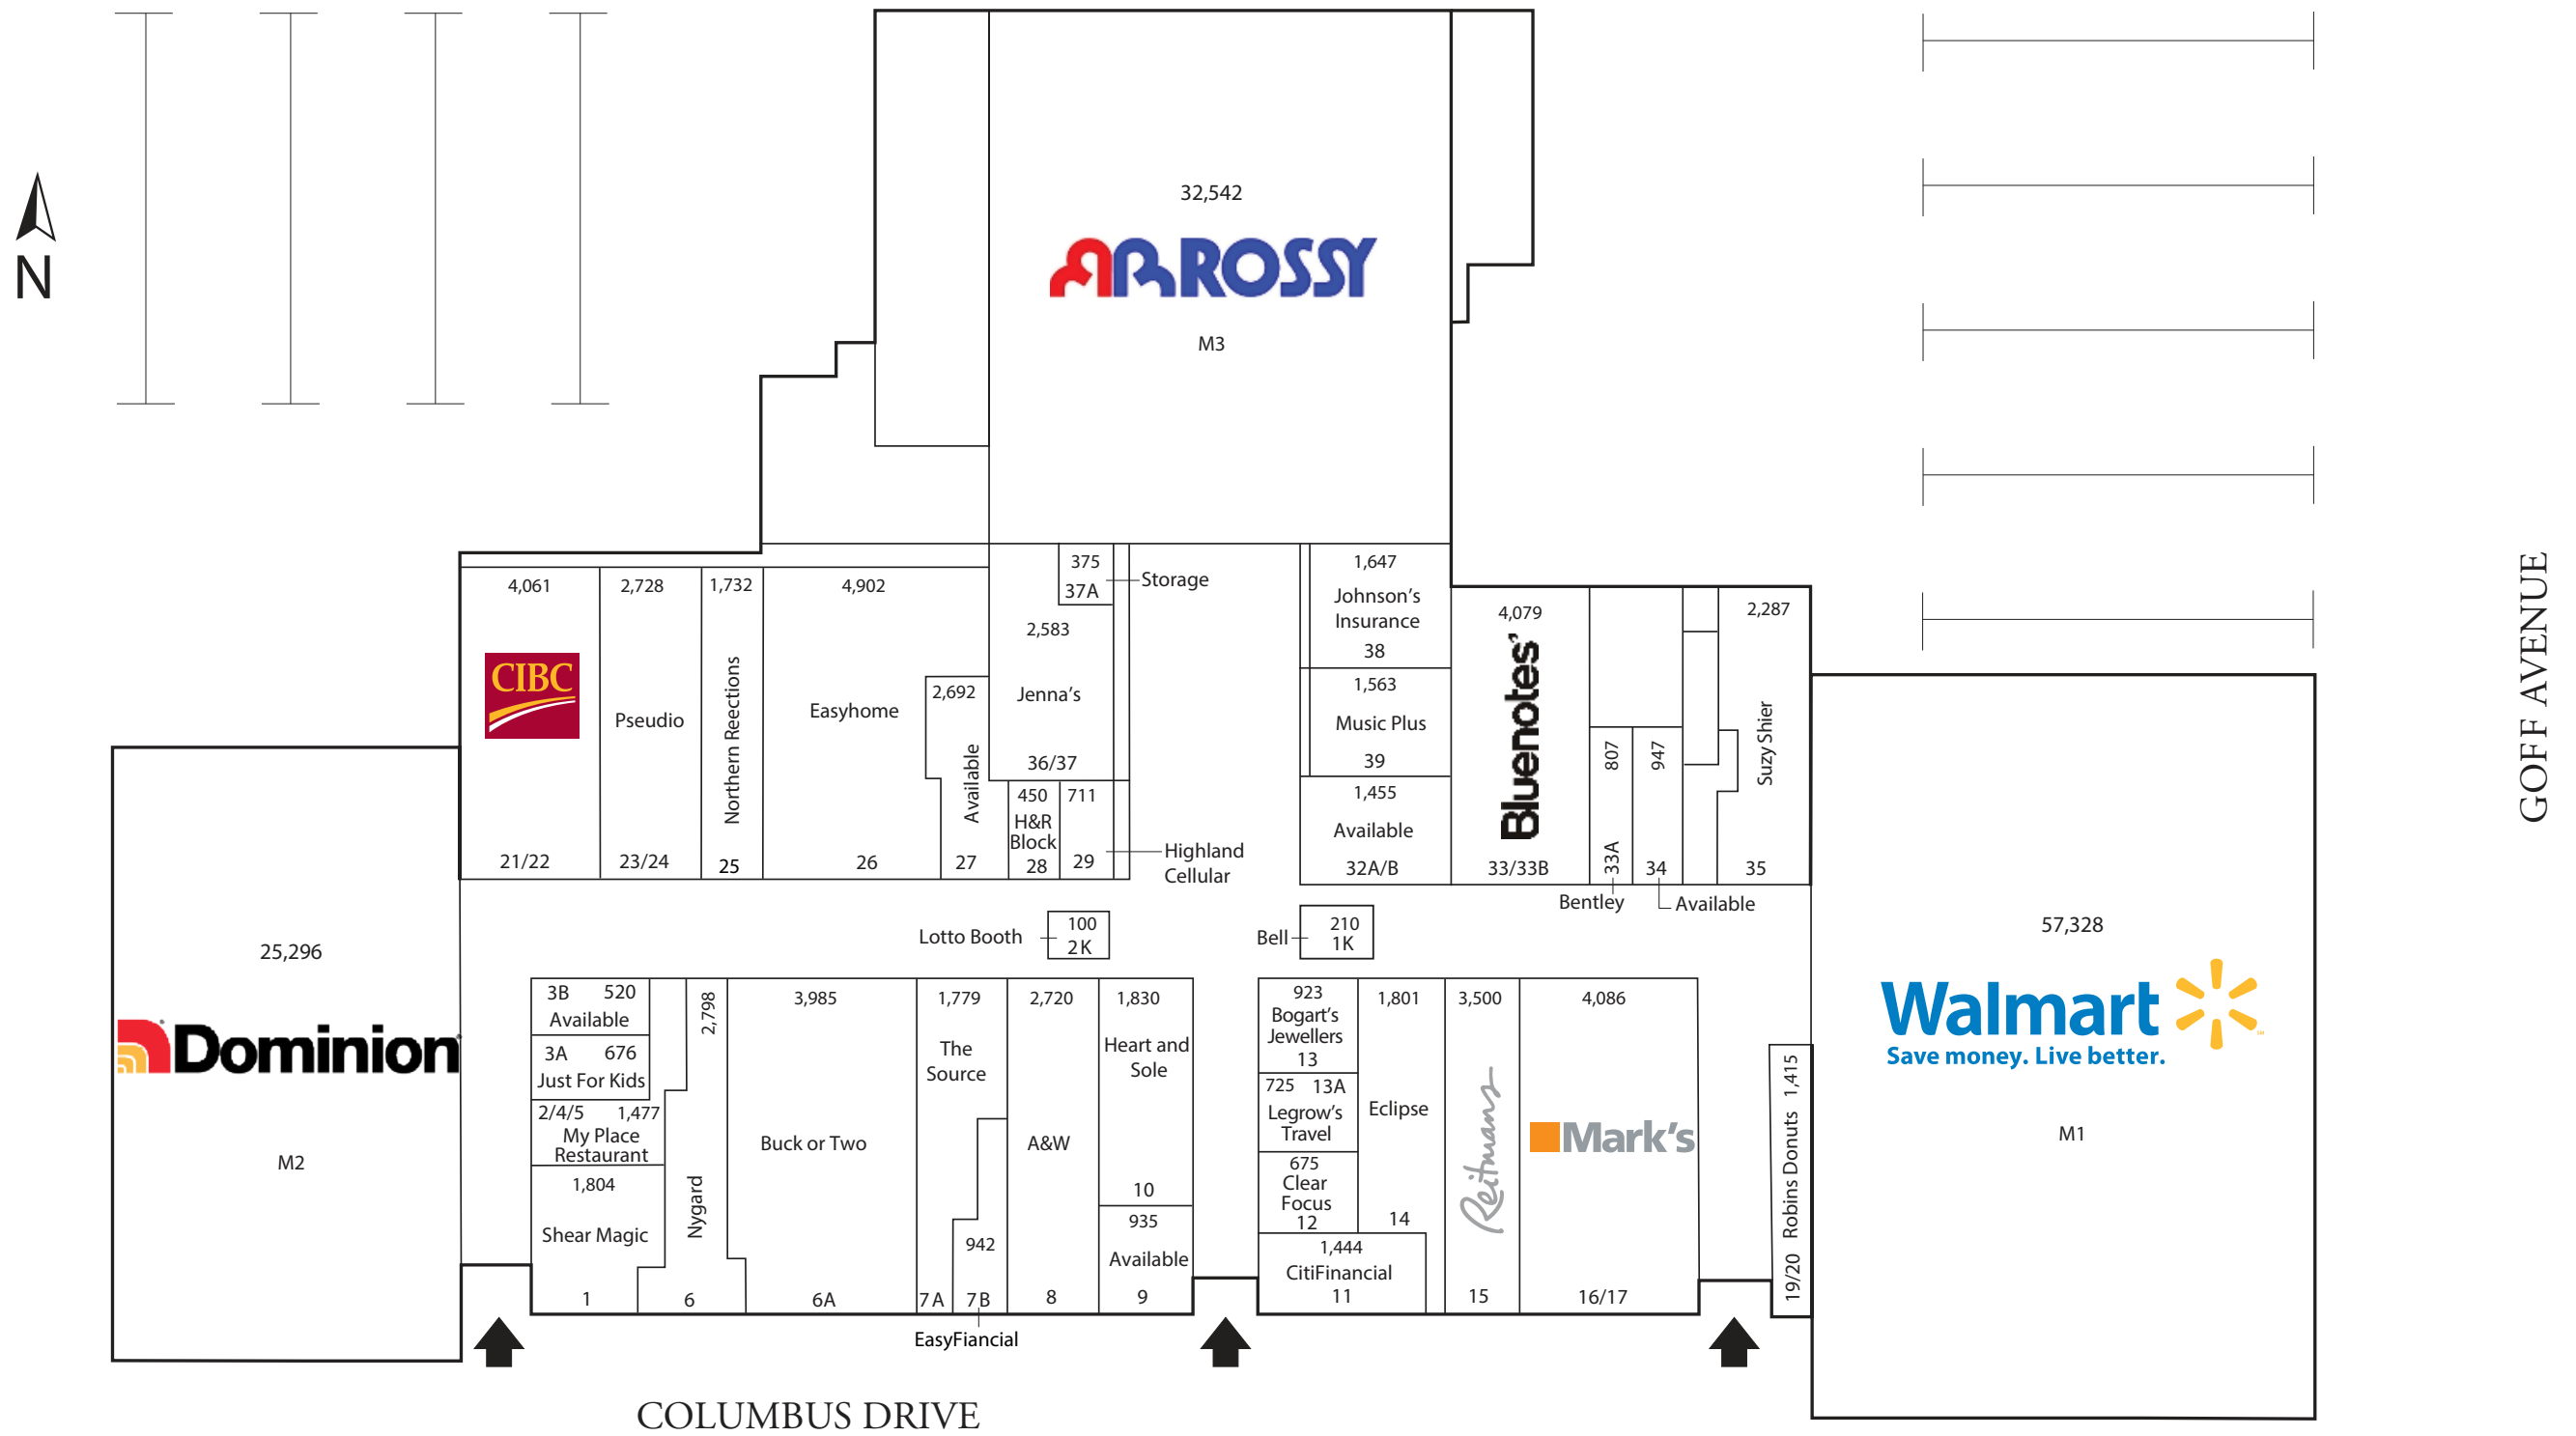 32,542
ROSSY
M3
N
GOFF AVENUE
4,061
CIBC
21/22
2,728
Pseudio
23/24
1,732
Northern Reections
25
4,902
Easyhome
26
2,692
Available
27
375
37A
Storage
2,583
Jenna's
36/37
450
H&R
Block
28
711
29
Highland
Cellular
1,647
Johnson's
Insurance
38
1,563
Music Plus
39
1,455
Available
32A/B
4,079
Bluenotes'
33/33B
807
33A
Bentley
947
34
Available
2,287
Suzy Shier
35
25,296
Dominion
M2
Lotto Booth
100
2K
Bell
210
1K
57,328
Walmart
Save money. Live better.
M1
3B 520
Available
3A 676
Just For Kids
2/4/5 1,477
My Place
Restaurant
1,804
Shear Magic
1
2,798
Nygard
6
3,985
Buck or Two
6A
1,779
The
Source
7A
942
7B
EasyFiancial
2,720
A&W
8
1,830
Heart and
Sole
10
935
Available
9
923
Bogart's
Jewellers
13
725 13A
Legrow's
Travel
675
Clear
Focus
12
1,444
CitiFinancial
11
1,801
Eclipse
14
3,500
Reitmans
15
4,086
Mark's
16/17
19/20 Robins Donuts 1,415
COLUMBUS DRIVE